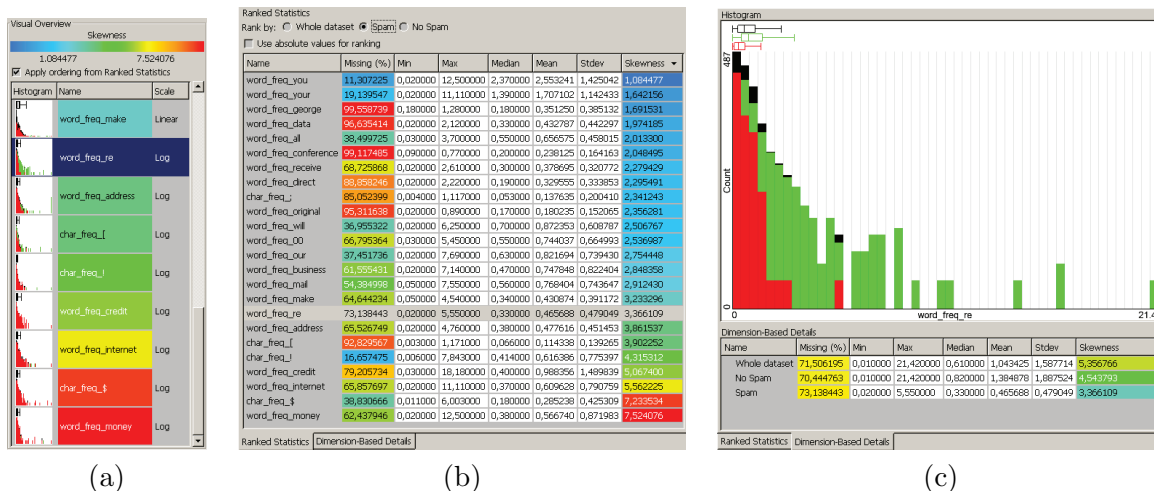 Visual Overview
Skewness
1.084477 7.524076
Apply ordering from Ranked Statistics
Histogram Name Scale
word_freq_make Linear
word_freq_re Log
word_freq_address Log
char_freq_[ Log
char_freq_! Log
word_freq_credit Log
word_freq_internet Log
char_freq_$ Log
word_freq_money Log
(a)
Ranked Statistics
Rank by: Whole dataset Spam No Spam
Use absolute values for ranking
Name Missing (%) Min Max Median Mean Stdev Skewness
word_freq_you 11,307225 0,020000 12,500000 2,370000 2,553241 1,425042 1,084477
word_freq_your 19,139547 0,020000 11,110000 1,390000 1,707102 1,142433 1,642156
word_freq_george 99,558739 0,180000 1,280000 0,180000 0,351250 0,385132 1,691531
word_freq_data 96,635414 0,020000 2,120000 0,330000 0,432787 0,442297 1,974185
word_freq_all 38,499725 0,030000 3,700000 0,550000 0,656575 0,458015 2,013300
word_freq_conference 99,117485 0,090000 0,770000 0,200000 0,238125 0,164163 2,048495
word_freq_receive 68,725868 0,020000 2,610000 0,300000 0,378695 0,320772 2,279429
word_freq_direct 88,858246 0,020000 2,220000 0,190000 0,329555 0,333853 2,295491
char_freq_; 85,052399 0,004000 1,117000 0,053000 0,137635 0,200410 2,341243
word_freq_original 95,311638 0,020000 0,890000 0,170000 0,180235 0,152065 2,356281
word_freq_will 36,955322 0,020000 6,250000 0,700000 0,872353 0,608787 2,506767
word_freq_00 66,795364 0,030000 5,450000 0,550000 0,744037 0,664993 2,536987
word_freq_our 37,451736 0,020000 7,690000 0,630000 0,821694 0,739430 2,754448
word_freq_business 61,555431 0,020000 7,140000 0,470000 0,747848 0,822404 2,848358
word_freq_mail 54,384998 0,050000 7,550000 0,560000 0,768404 0,743647 2,912430
word_freq_make 64,644234 0,050000 4,540000 0,340000 0,430874 0,391172 3,233296
word_freq_re 73,138443 0,020000 5,550000 0,330000 0,465688 0,479049 3,366109
word_freq_address 65,526749 0,020000 4,760000 0,380000 0,477616 0,451453 3,861537
char_freq_[ 92,829567 0,003000 1,171000 0,066000 0,114338 0,139265 3,902252
char_freq_! 16,657475 0,006000 7,843000 0,414000 0,616386 0,775397 4,315312
word_freq_credit 79,205734 0,030000 18,180000 0,400000 0,988356 1,489839 5,067400
word_freq_internet 65,857697 0,020000 11,110000 0,370000 0,609628 0,790759 5,562225
char_freq_$ 38,830666 0,011000 6,003000 0,180000 0,285238 0,425309 7,233534
word_freq_money 62,437946 0,020000 12,500000 0,380000 0,566740 0,871983 7,524076
Ranked Statistics Dimension-Based Details
(b)
Histogram
487
Count
0
0 word_freq_re 21.4
Dimension-Based Details
Name Missing (%) Min Max Median Mean Stdev Skewness
Whole dataset 71,506195 0,010000 21,420000 0,610000 1,043425 1,587714 5,356766
No Spam 70,444763 0,010000 21,420000 0,820000 1,384878 1,887524 4,543793
Spam 73,138443 0,020000 5,550000 0,330000 0,465688 0,479049 3,366109
Ranked Statistics Dimension-Based Details
(c)